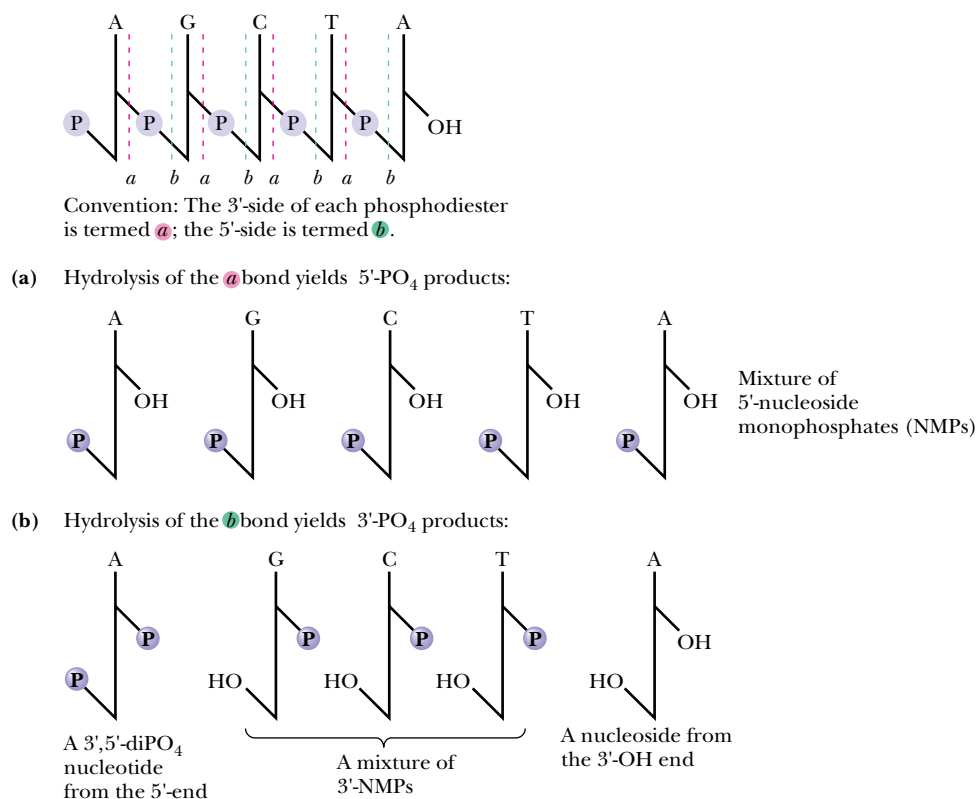 A G C T A
P P P P P OH
a b a b a b a b
Convention: The 3'-side of each phosphodiester
is termed a; the 5'-side is termed b.
(a) Hydrolysis of the a bond yields 5'-PO4 products:
A G C T A
OH OH OH OH OH
P P P P P
Mixture of
5'-nucleoside
monophosphates (NMPs)
(b) Hydrolysis of the b bond yields 3'-PO4 products:
A G C T A
P P P P OH
P HO HO HO HO
A 3',5'-diPO4
nucleotide
from the 5'-end
A mixture of
3'-NMPs
A nucleoside from
the 3'-OH end